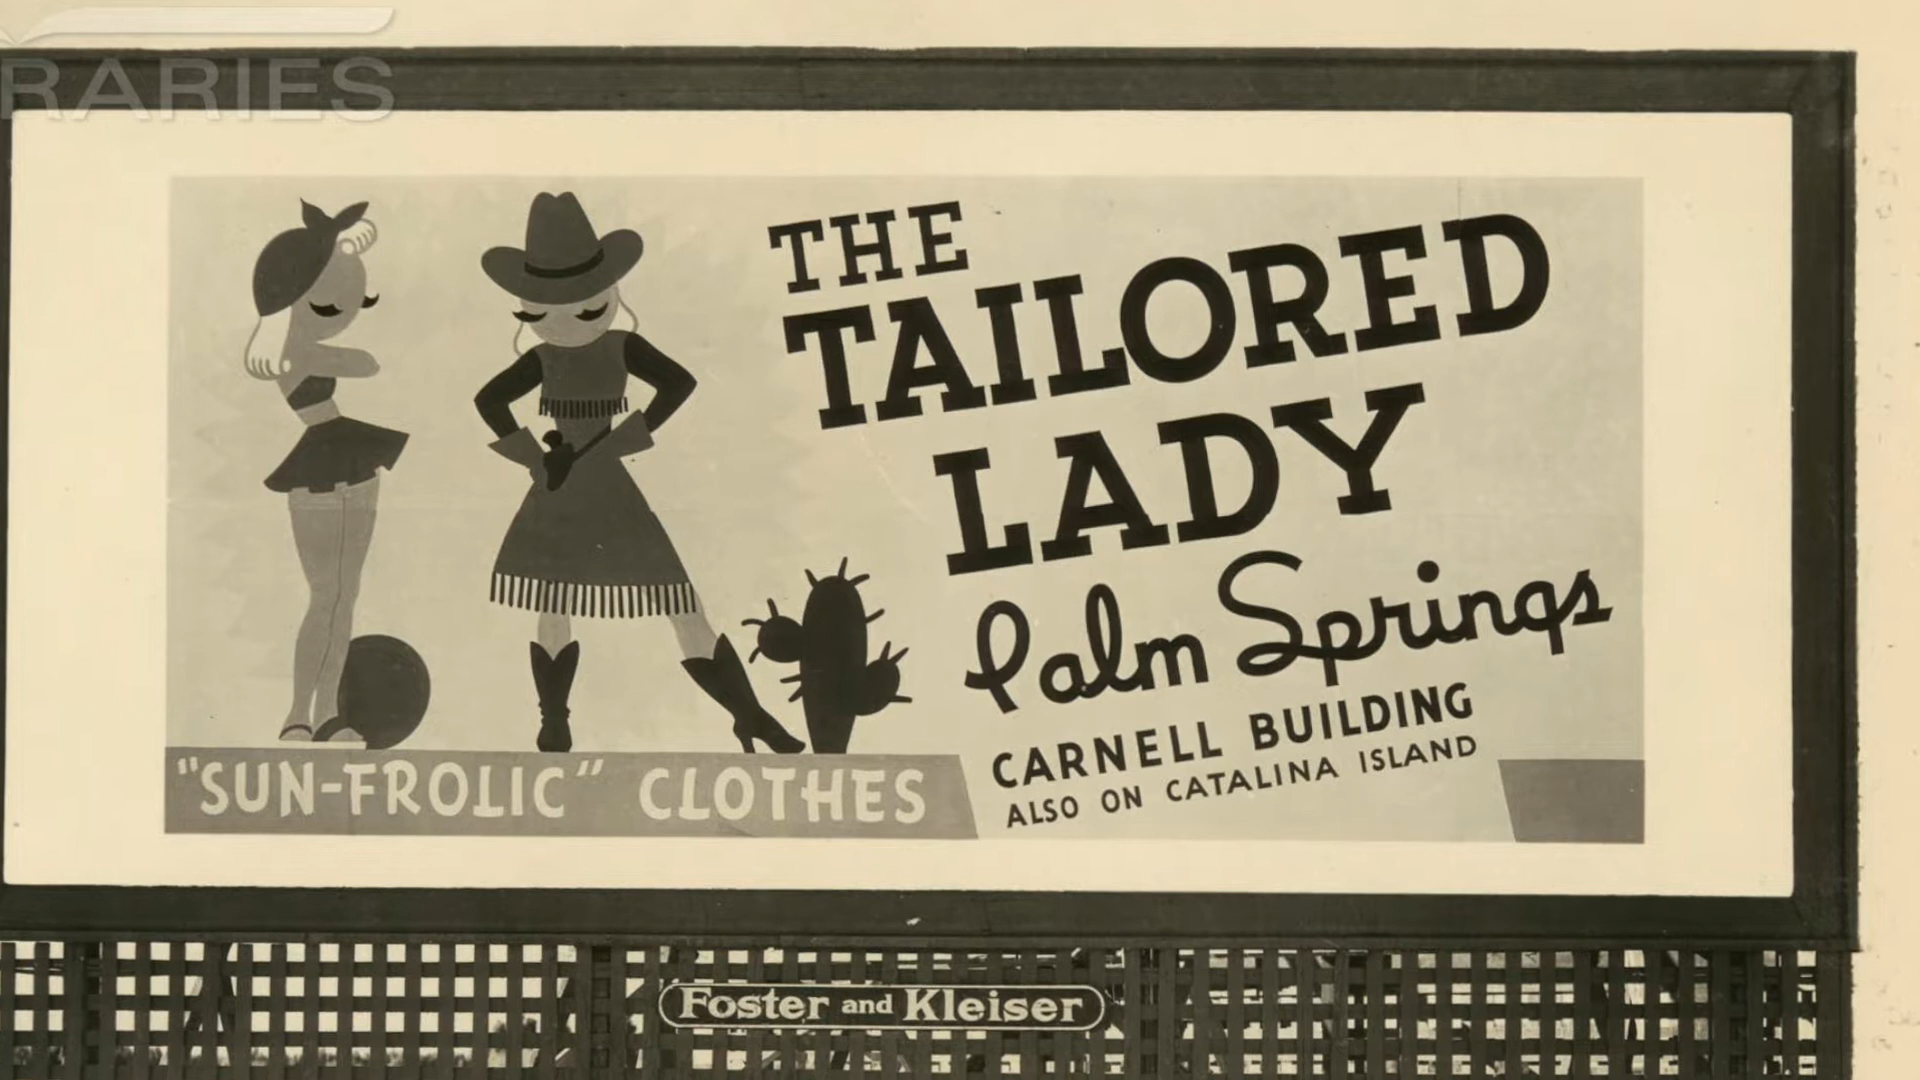 RARIES
THE
TAILORED
LADY
Palm Springs
CARNELL BUILDING
ALSO ON CATALINA ISLAND
"SUN-FROLIC" CLOTHES
Foster and Kleiser